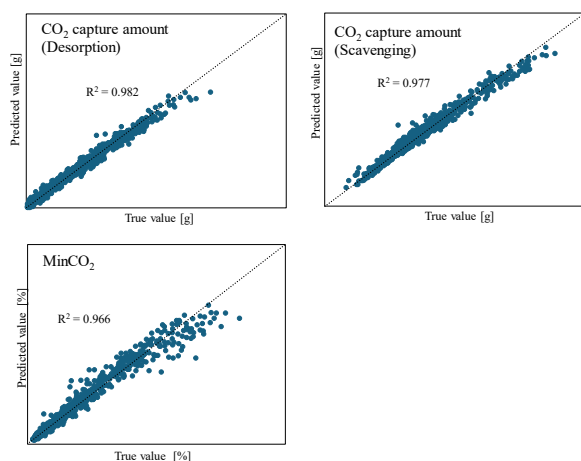 CO₂ capture amount
(Desorption)
R² = 0.982
Predicted value [g]
True value [g]
CO₂ capture amount
(Scavenging)
R² = 0.977
Predicted value [g]
True value [g]
MinCO₂
R² = 0.966
Predicted value [%]
True value [%]